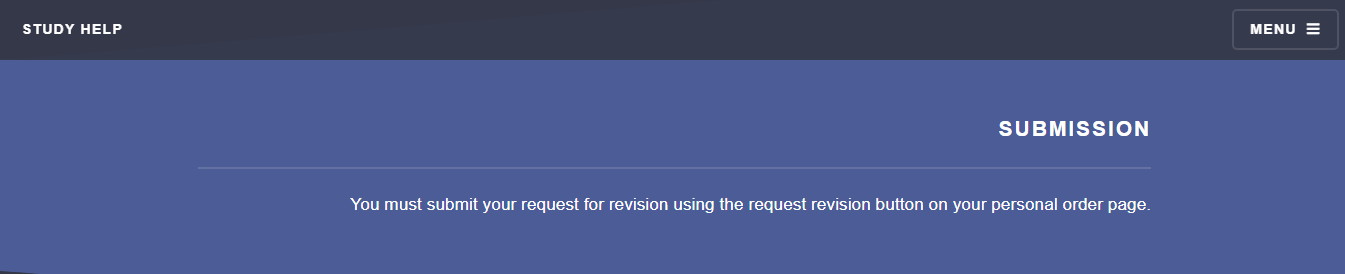 STUDY HELP
MENU
SUBMISSION
You must submit your request for revision using the request revision button on your personal order page.